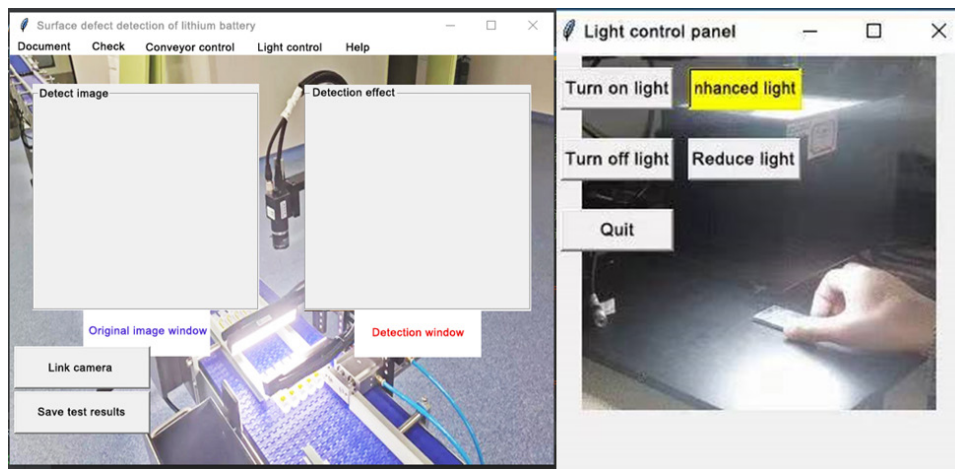 Surface defect detection of lithium battery
Document Check Conveyor control Light control Help
Detect image
Detection effect
Original image window
Detection window
Link camera
Save test results
Light control panel
Turn on light
nhanced light
Turn off light
Reduce light
Quit